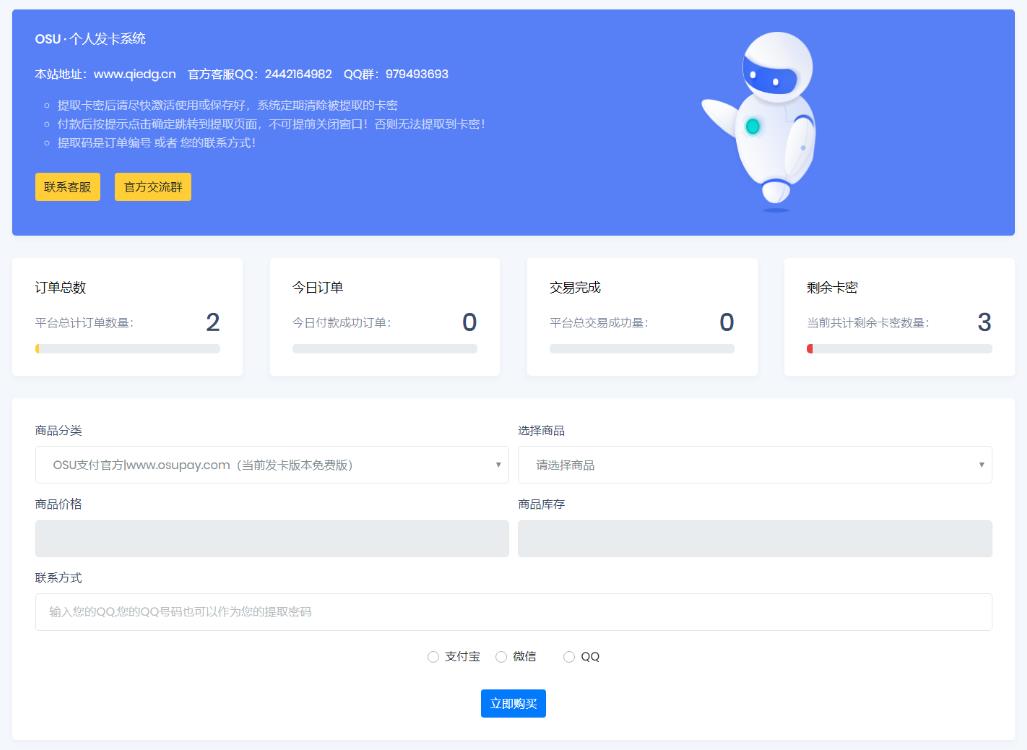 OSU · 个人发卡系统
本站地址：www.qiedg.cn 官方客服QQ：2442164982 QQ群：979493693
提取卡密后请尽快激活使用或保存好，系统定期清除被提取的卡密
付款后按提示点击确定跳转到提取页面，不可提前关闭窗口！否则无法提取到卡密！
提取码是订单编号 或者 您的联系方式！
联系客服 官方交流群
订单总数 今日订单 交易完成 剩余卡密
平台总计订单数量： 2 今日付款成功订单： 0 平台总交易成功量： 0 当前共计剩余卡密数量： 3
商品分类 选择商品
OSU支付官方|www.osupay.com（当前发卡版本免费版） 请选择商品
商品价格 商品库存
联系方式
输入您的QQ,您的QQ号码也可以作为您的提取密码
支付宝 微信 QQ
立即购买